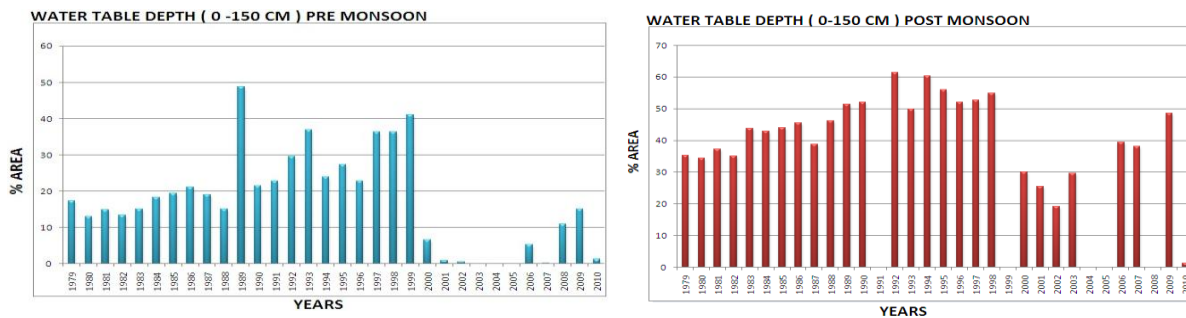 WATER TABLE DEPTH ( 0 -150 CM ) PRE MONSOON
60
50
40
30
20
10
0
% AREA
1979 1980 1981 1982 1983 1984 1985 1986 1987 1988 1989 1990 1991 1992 1993 1994 1995 1996 1997 1998 1999 2000 2001 2002 2003 2004 2005 2006 2007 2008 2009 2010
YEARS
WATER TABLE DEPTH ( 0-150 CM ) POST MONSOON
70
60
50
40
30
20
10
0
% AREA
1979 1980 1981 1982 1983 1984 1985 1986 1987 1988 1989 1990 1991 1992 1993 1994 1995 1996 1997 1998 1999 2000 2001 2002 2003 2004 2005 2006 2007 2008 2009 2010
YEARS